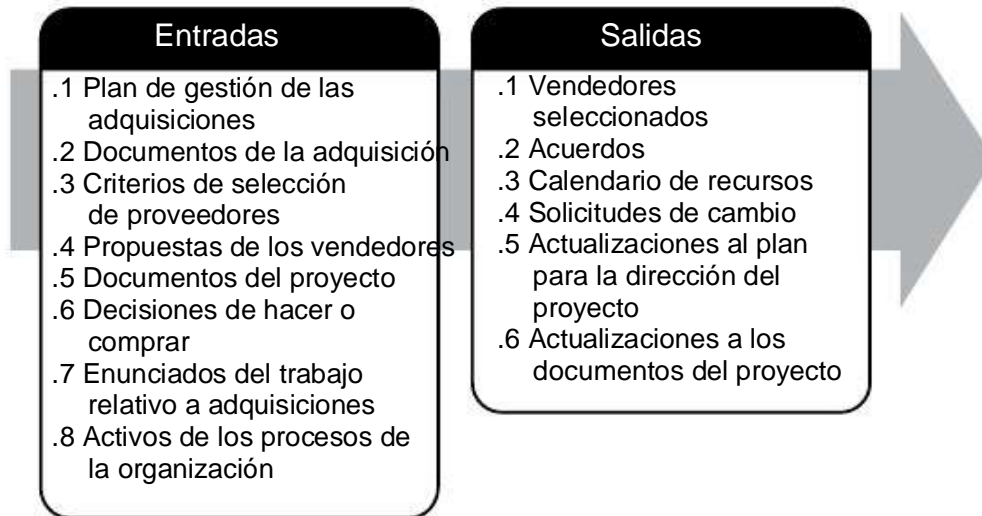 Entradas
.1 Plan de gestión de las
adquisiciones
.2 Documentos de la adquisición
.3 Criterios de selección
de proveedores
.4 Propuestas de los vendedores
.5 Documentos del proyecto
.6 Decisiones de hacer o
comprar
.7 Enunciados del trabajo
relativo a adquisiciones
.8 Activos de los procesos de
la organización
Salidas
.1 Vendedores
seleccionados
.2 Acuerdos
.3 Calendario de recursos
.4 Solicitudes de cambio
.5 Actualizaciones al plan
para la dirección del
proyecto
.6 Actualizaciones a los
documentos del proyecto